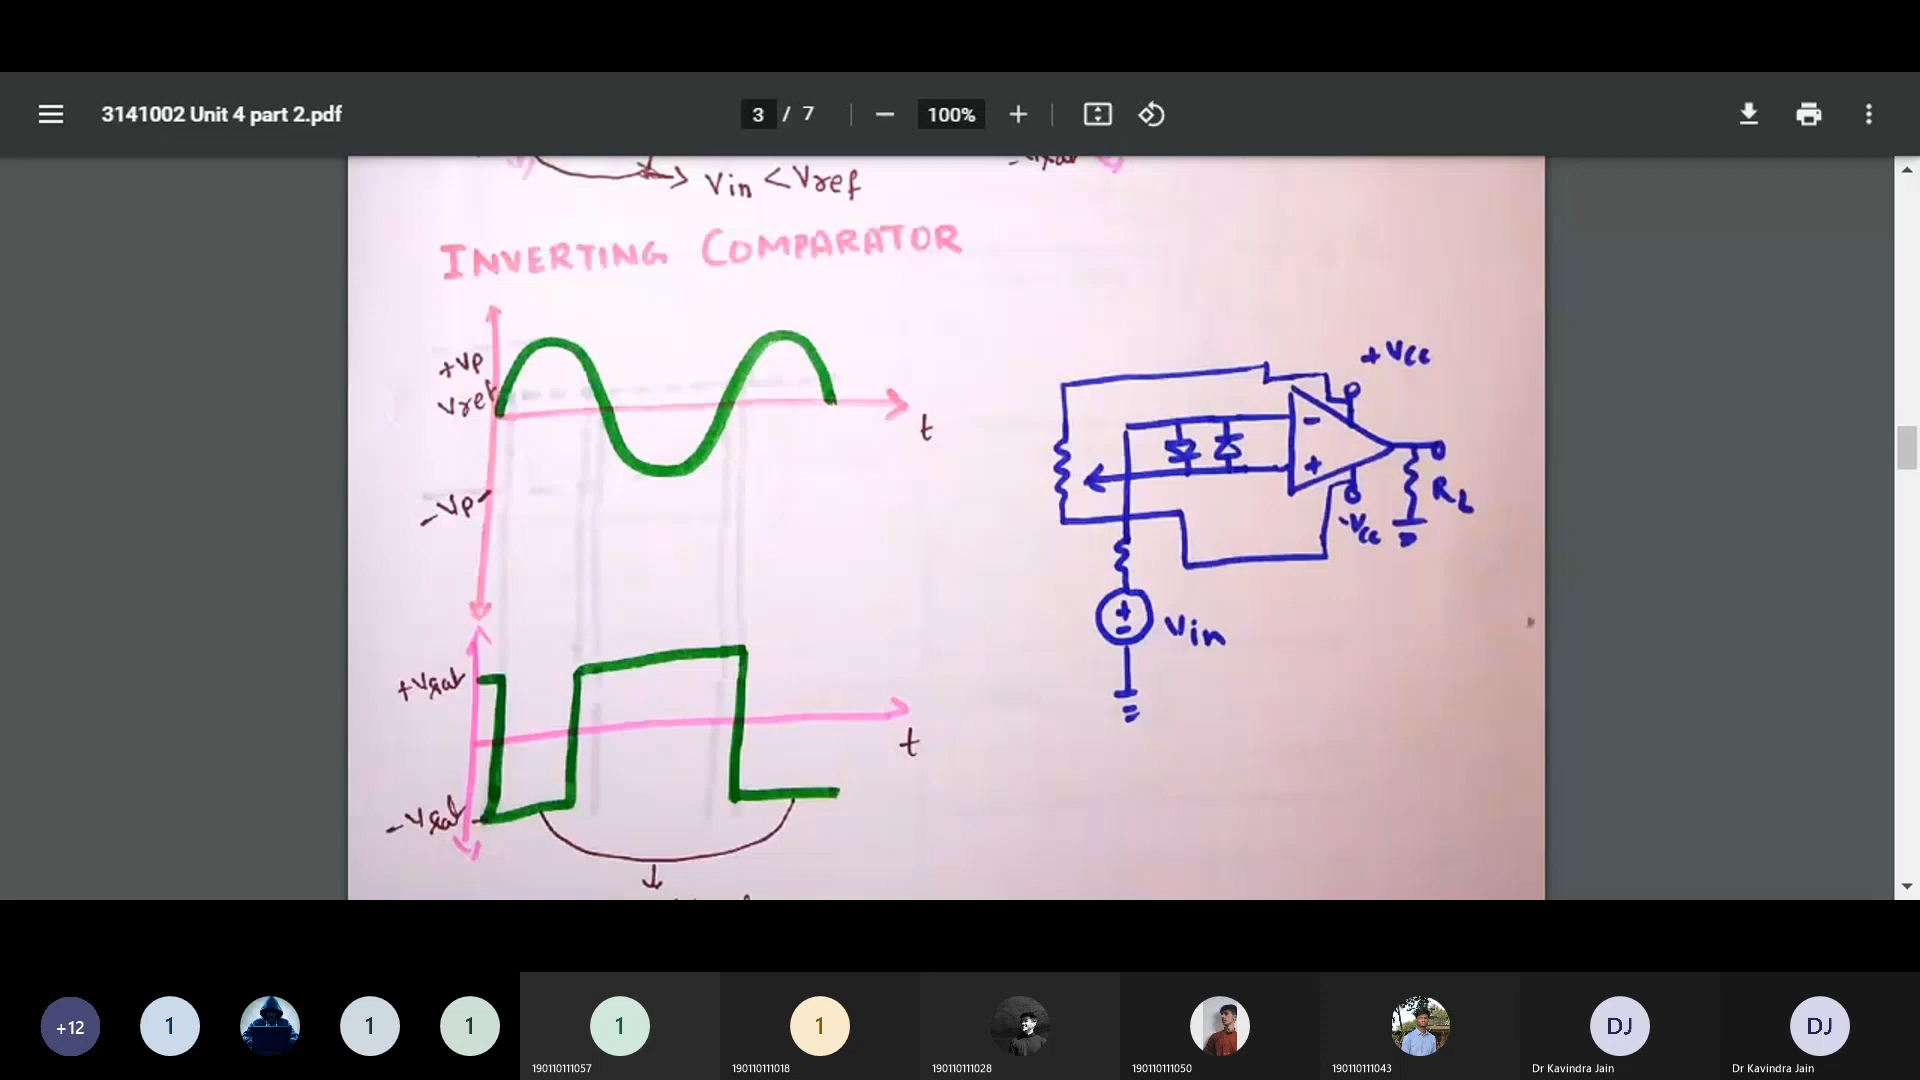 3141002 Unit 4 part 2.pdf
3 / 7
100%
Vin < Vref
INVERTING COMPARATOR
+Vp
Vref
t
-Vp
+Vcc
-
+
RL
-Vcc
+
-
Vin
+Vsat
t
-Vsat
+12
1
1
1
1
1
DJ
DJ
190110111057
190110111018
190110111028
190110111050
190110111043
Dr Kavindra Jain
Dr Kavindra Jain